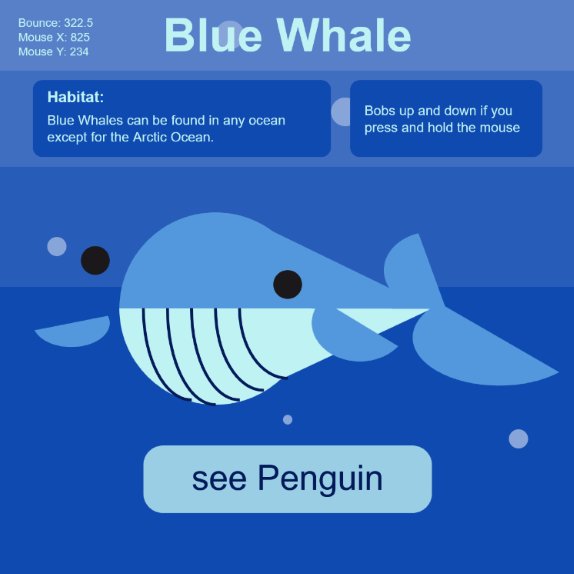 Bounce: 322.5
Mouse X: 825
Mouse Y: 234
Blue Whale
Habitat:
Blue Whales can be found in any ocean
except for the Arctic Ocean.
Bobs up and down if you
press and hold the mouse
see Penguin